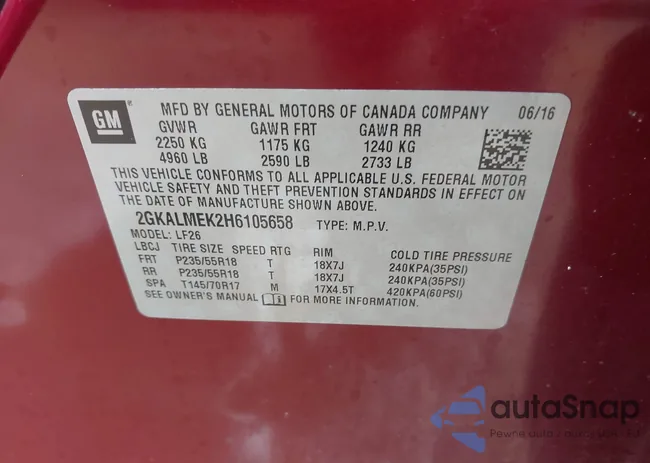 GM
MFD BY GENERAL MOTORS OF CANADA COMPANY 06/16
GVWR GAWR FRT GAWR RR
2250 KG 1175 KG 1240 KG
4960 LB 2590 LB 2733 LB
THIS VEHICLE CONFORMS TO ALL APPLICABLE U.S. FEDERAL MOTOR
VEHICLE SAFETY AND THEFT PREVENTION STANDARDS IN EFFECT ON
THE DATE OF MANUFACTURE SHOWN ABOVE.
2GKALMEK2H6105658 TYPE: M.P.V.
MODEL: LF26
LBCJ TIRE SIZE SPEED RTG RIM COLD TIRE PRESSURE
FRT P235/55R18 T 18X7J 240KPA(35PSI)
RR P235/55R18 T 18X7J 240KPA(35PSI)
SPA T145/70R17 M 17X4.5T 420KPA(60PSI)
SEE OWNER'S MANUAL FOR MORE INFORMATION.
autaSnap
Pewne auta